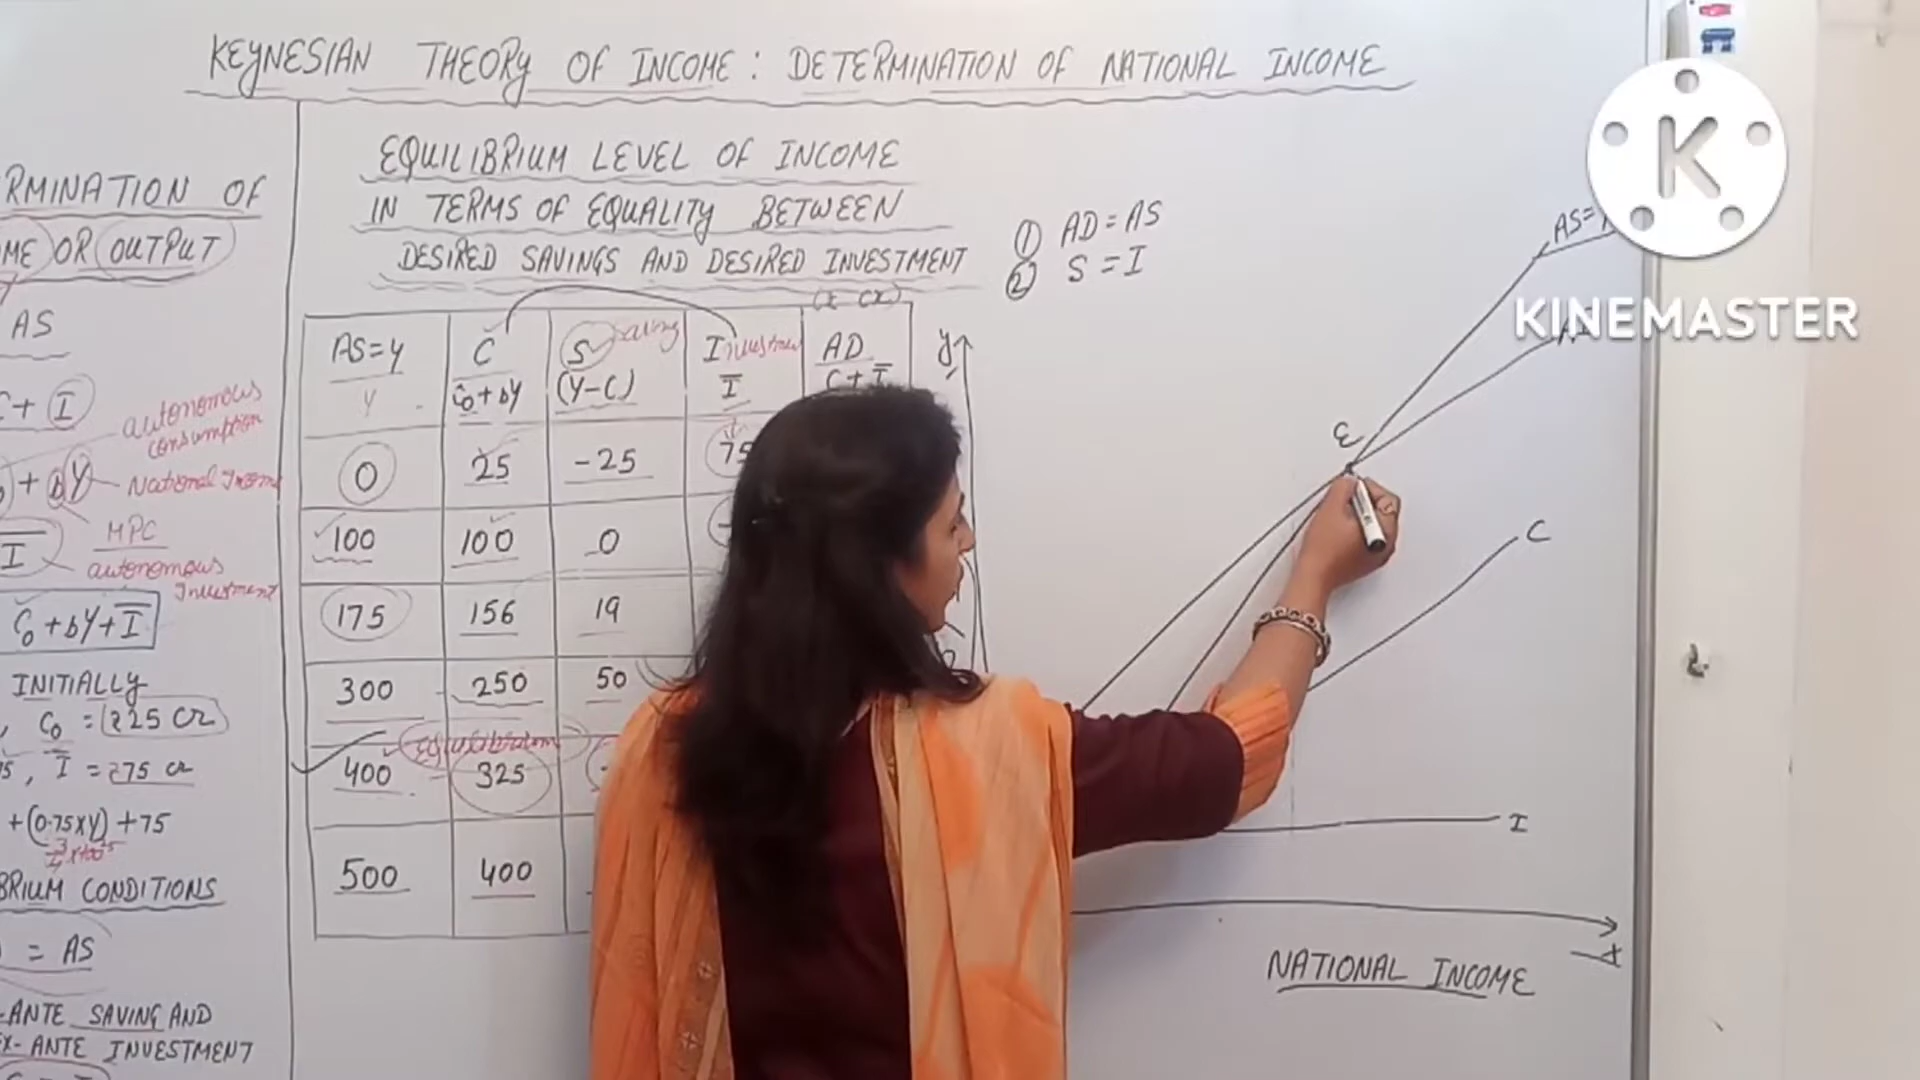 KEYNESIAN THEORY OF INCOME : DETERMINATION OF NATIONAL INCOME
RMINATION OF
ME OR OUTPUT
AS
C + I
autonomous
consumption
+ bY
National Income
MPC
I
autonomous
Investment
C₀ + bY + I̅
INITIALLY
, C₀ = ₹25 CR
I̅ = ₹75 CR
+ (0.75XY) + 75
BRIUM CONDITIONS
= AS
-ANTE SAVING AND
EX-ANTE INVESTMENT
EQUILIBRIUM LEVEL OF INCOME
IN TERMS OF EQUALITY BETWEEN
DESIRED SAVINGS AND DESIRED INVESTMENT
AS=Y C S saving I AD
Y C₀+bY (Y-C) I̅ C+I̅
0 25 -25 75
100 100 0
175 156 19
300 250 50
equilibrium
400 325
500 400
① AD = AS
② S = I
y
AS=
E
C
I
NATIONAL INCOME
K
KINEMASTER